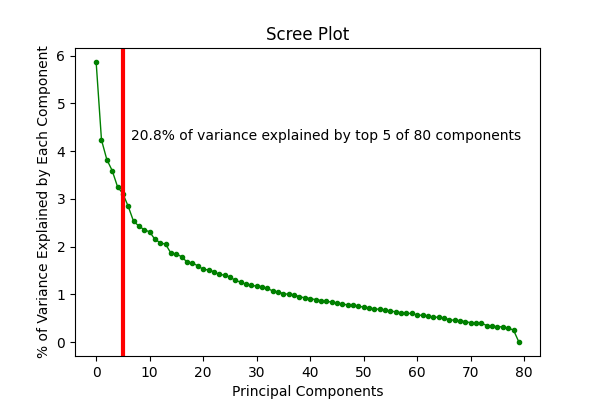 Scree Plot
% of Variance Explained by Each Component
6
5
4
3
2
1
0
20.8% of variance explained by top 5 of 80 components
0 10 20 30 40 50 60 70 80
Principal Components